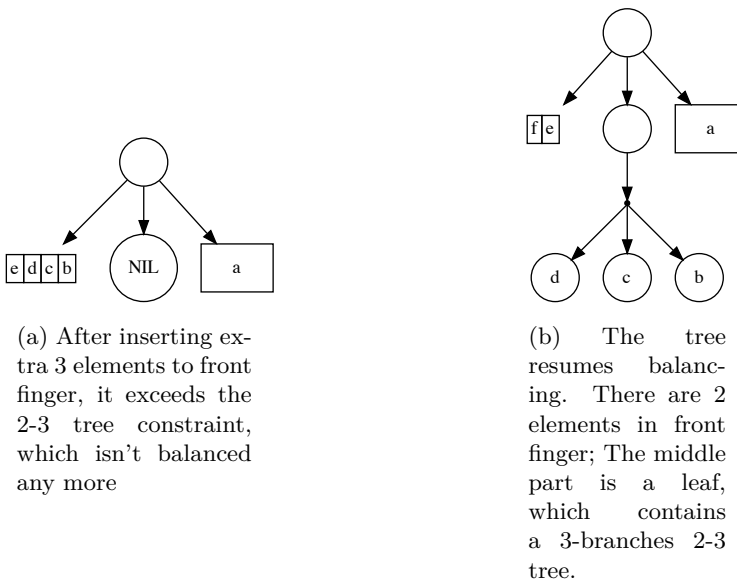 e d c b
NIL
a
(a) After inserting ex-
tra 3 elements to front
finger, it exceeds the
2-3 tree constraint,
which isn't balanced
any more
f e
a
d
c
b
(b) The tree
resumes balanc-
ing. There are 2
elements in front
finger; The middle
part is a leaf,
which contains
a 3-branches 2-3
tree.